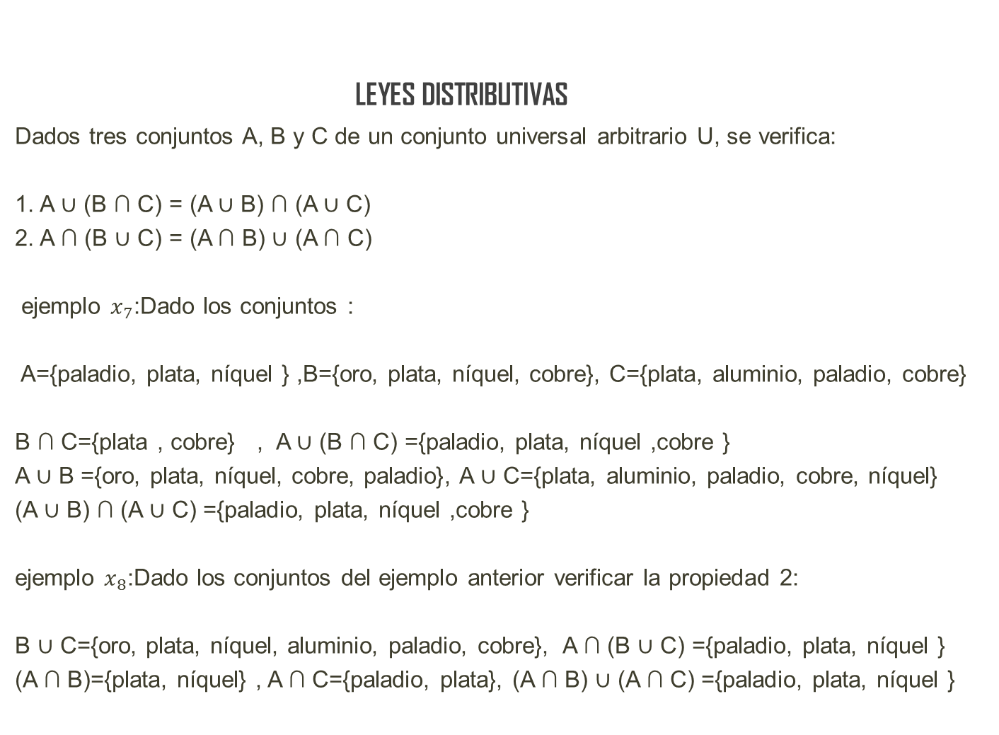 LEYES DISTRIBUTIVAS
Dados tres conjuntos A, B y C de un conjunto universal arbitrario U, se verifica:
1. A ∪ (B ∩ C) = (A ∪ B) ∩ (A ∪ C)
2. A ∩ (B ∪ C) = (A ∩ B) ∪ (A ∩ C)
ejemplo 𝑥₇:Dado los conjuntos :
A={paladio, plata, níquel } ,B={oro, plata, níquel, cobre}, C={plata, aluminio, paladio, cobre}
B ∩ C={plata , cobre} , A ∪ (B ∩ C) ={paladio, plata, níquel ,cobre }
A ∪ B ={oro, plata, níquel, cobre, paladio}, A ∪ C={plata, aluminio, paladio, cobre, níquel}
(A ∪ B) ∩ (A ∪ C) ={paladio, plata, níquel ,cobre }
ejemplo 𝑥₈:Dado los conjuntos del ejemplo anterior verificar la propiedad 2:
B ∪ C={oro, plata, níquel, aluminio, paladio, cobre}, A ∩ (B ∪ C) ={paladio, plata, níquel }
(A ∩ B)={plata, níquel} , A ∩ C={paladio, plata}, (A ∩ B) ∪ (A ∩ C) ={paladio, plata, níquel }